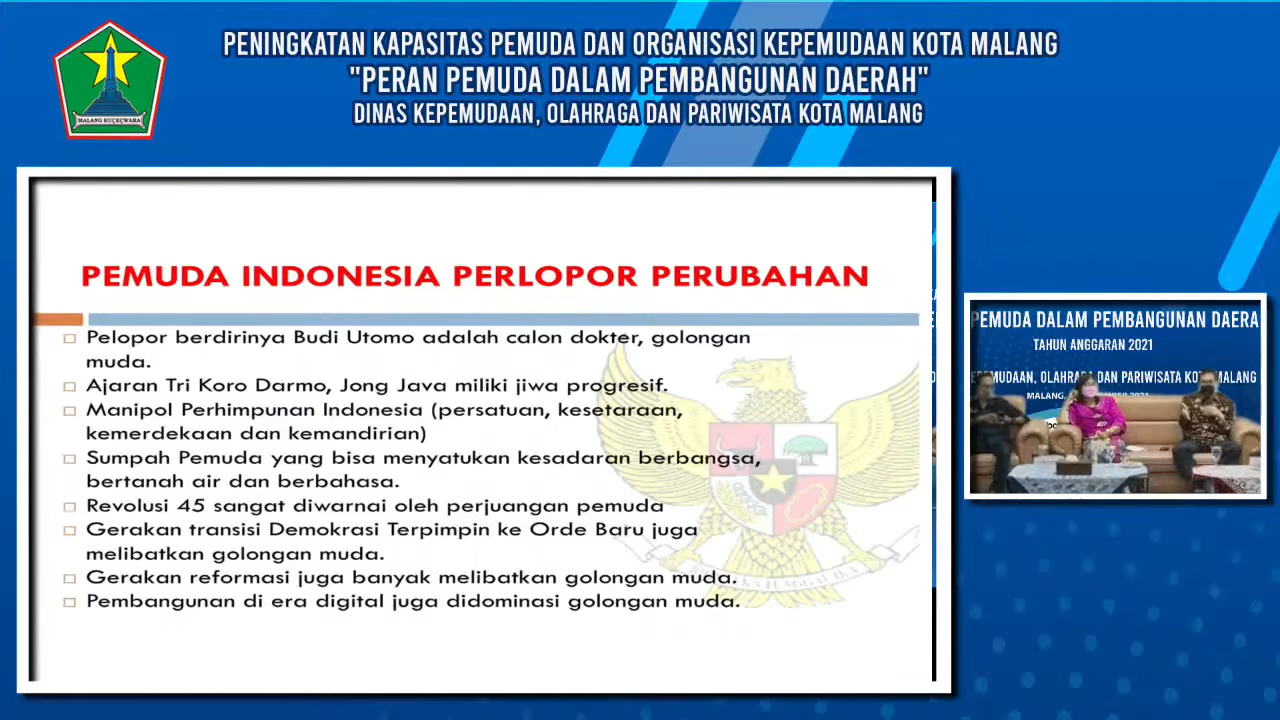 PENINGKATAN KAPASITAS PEMUDA DAN ORGANISASI KEPEMUDAAN KOTA MALANG
"PERAN PEMUDA DALAM PEMBANGUNAN DAERAH"
DINAS KEPEMUDAAN, OLAHRAGA DAN PARIWISATA KOTA MALANG
MALANG KUÇEÇWARA
PEMUDA INDONESIA PERLOPOR PERUBAHAN
Pelopor berdirinya Budi Utomo adalah calon dokter, golongan
muda.
Ajaran Tri Koro Darmo, Jong Java miliki jiwa progresif.
Manipol Perhimpunan Indonesia (persatuan, kesetaraan,
kemerdekaan dan kemandirian)
Sumpah Pemuda yang bisa menyatukan kesadaran berbangsa,
bertanah air dan berbahasa.
Revolusi 45 sangat diwarnai oleh perjuangan pemuda
Gerakan transisi Demokrasi Terpimpin ke Orde Baru juga
melibatkan golongan muda.
Gerakan reformasi juga banyak melibatkan golongan muda.
Pembangunan di era digital juga didominasi golongan muda.
PEMUDA DALAM PEMBANGUNAN DAERA
TAHUN ANGGARAN 2021
EMUDAAN, OLAHRAGA DAN PARIWISATA KOTA MALANG
MALANG, 2021